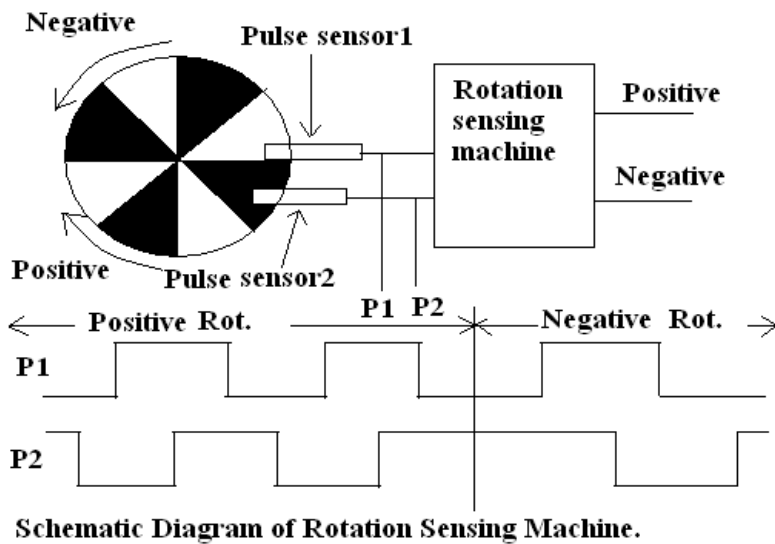 Negative
Pulse sensor1
Rotation
sensing
machine
Positive
Negative
Positive
Pulse sensor2
P1 P2
Positive Rot.
Negative Rot.
P1
P2
Schematic Diagram of Rotation Sensing Machine.